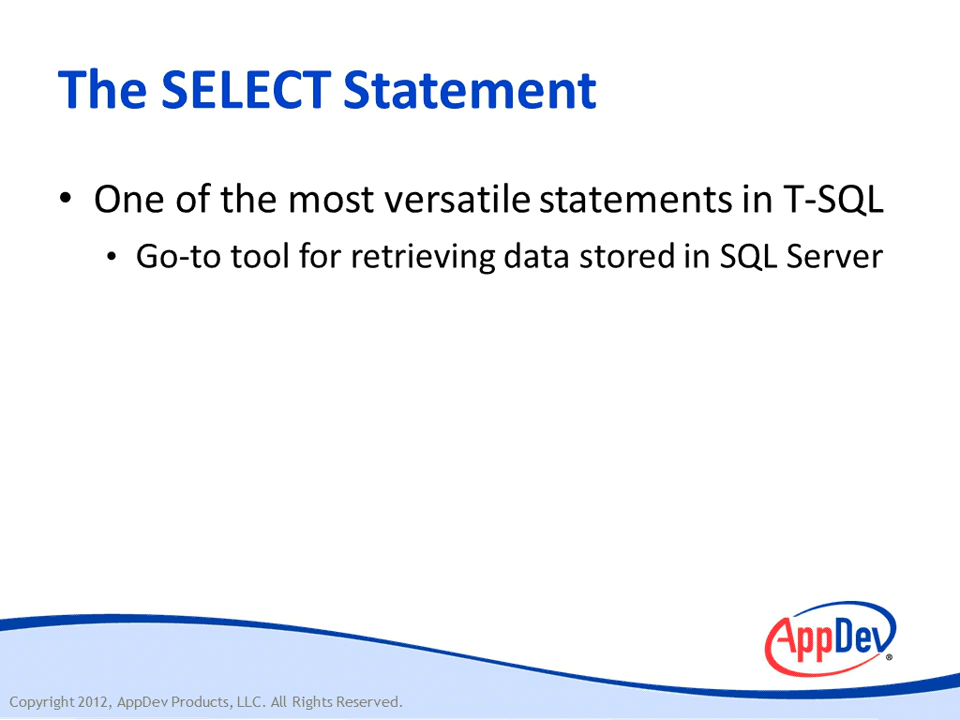 The SELECT Statement
• One of the most versatile statements in T-SQL
• Go-to tool for retrieving data stored in SQL Server
AppDev®
Copyright 2012, AppDev Products, LLC. All Rights Reserved.